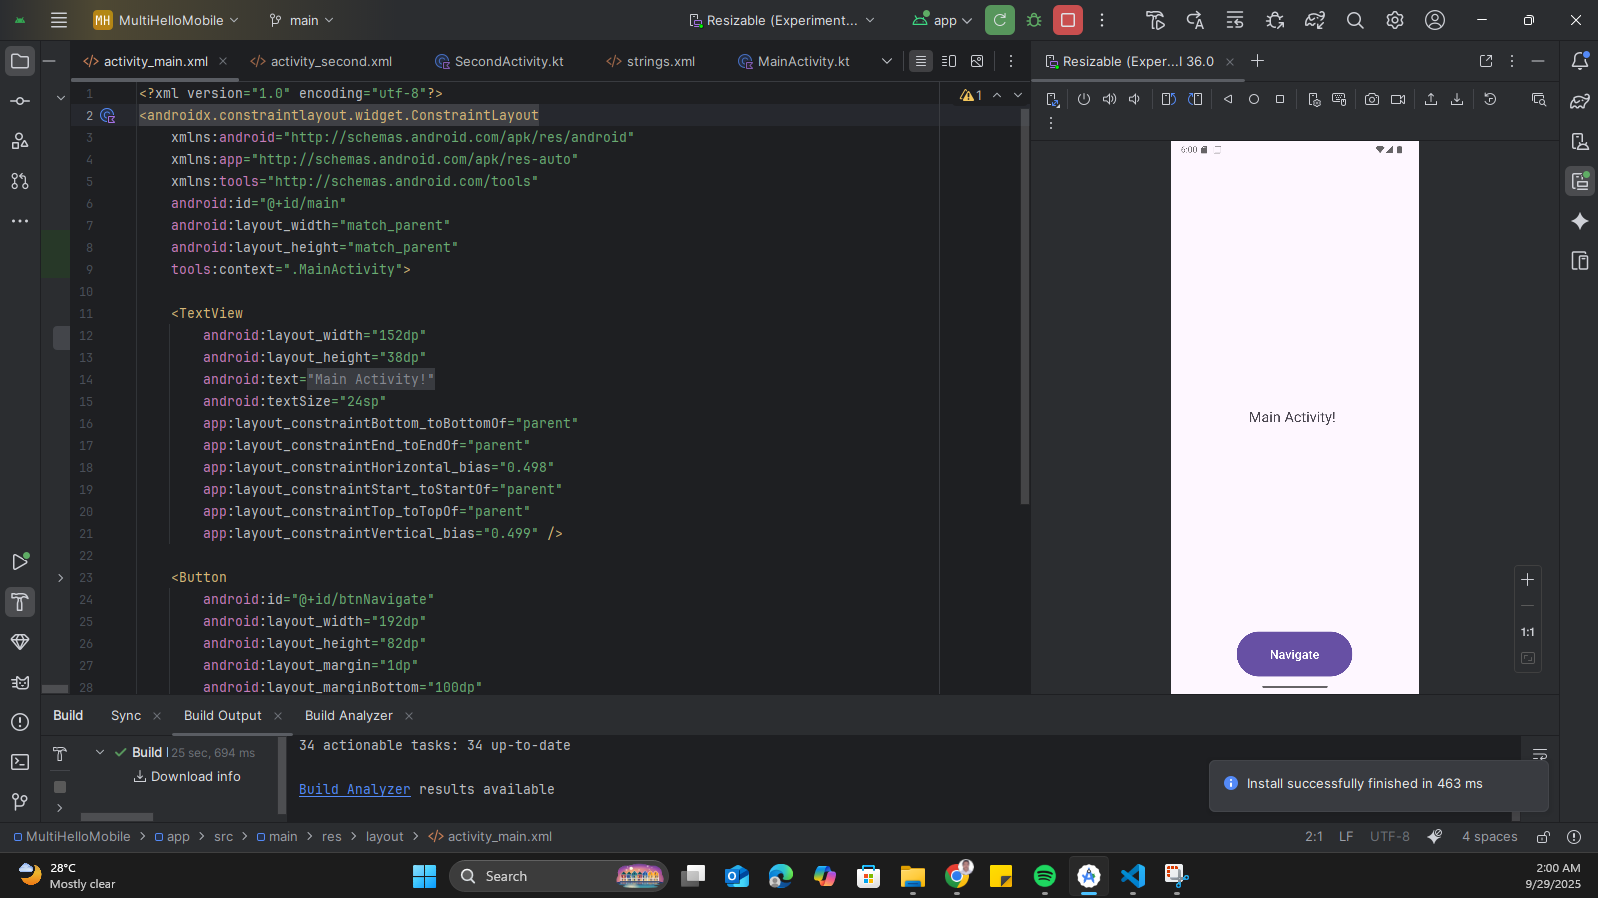 MH MultiHelloMobile main Resizable (Experiment... app
activity_main.xml activity_second.xml SecondActivity.kt strings.xml MainActivity.kt Resizable (Exper...I 36.0
1 <?xml version="1.0" encoding="utf-8"?>
2 <androidx.constraintlayout.widget.ConstraintLayout
3 xmlns:android="http://schemas.android.com/apk/res/android"
4 xmlns:app="http://schemas.android.com/apk/res-auto"
5 xmlns:tools="http://schemas.android.com/tools"
6 android:id="@+id/main"
7 android:layout_width="match_parent"
8 android:layout_height="match_parent"
9 tools:context=".MainActivity">
10
11 <TextView
12 android:layout_width="152dp"
13 android:layout_height="38dp"
14 android:text="Main Activity!"
15 android:textSize="24sp"
16 app:layout_constraintBottom_toBottomOf="parent"
17 app:layout_constraintEnd_toEndOf="parent"
18 app:layout_constraintHorizontal_bias="0.498"
19 app:layout_constraintStart_toStartOf="parent"
20 app:layout_constraintTop_toTopOf="parent"
21 app:layout_constraintVertical_bias="0.499" />
22
23 <Button
24 android:id="@+id/btnNavigate"
25 android:layout_width="192dp"
26 android:layout_height="82dp"
27 android:layout_margin="1dp"
28 android:layout_marginBottom="100dp"
1
6:00
Main Activity!
Navigate
1:1
Build Sync Build Output Build Analyzer
Build 25 sec, 694 ms
Download info
34 actionable tasks: 34 up-to-date
Build Analyzer results available
Install successfully finished in 463 ms
MultiHelloMobile > app > src > main > res > layout > activity_main.xml
2:1 LF UTF-8 4 spaces
28°C
Mostly clear
Search
2:00 AM
9/29/2025